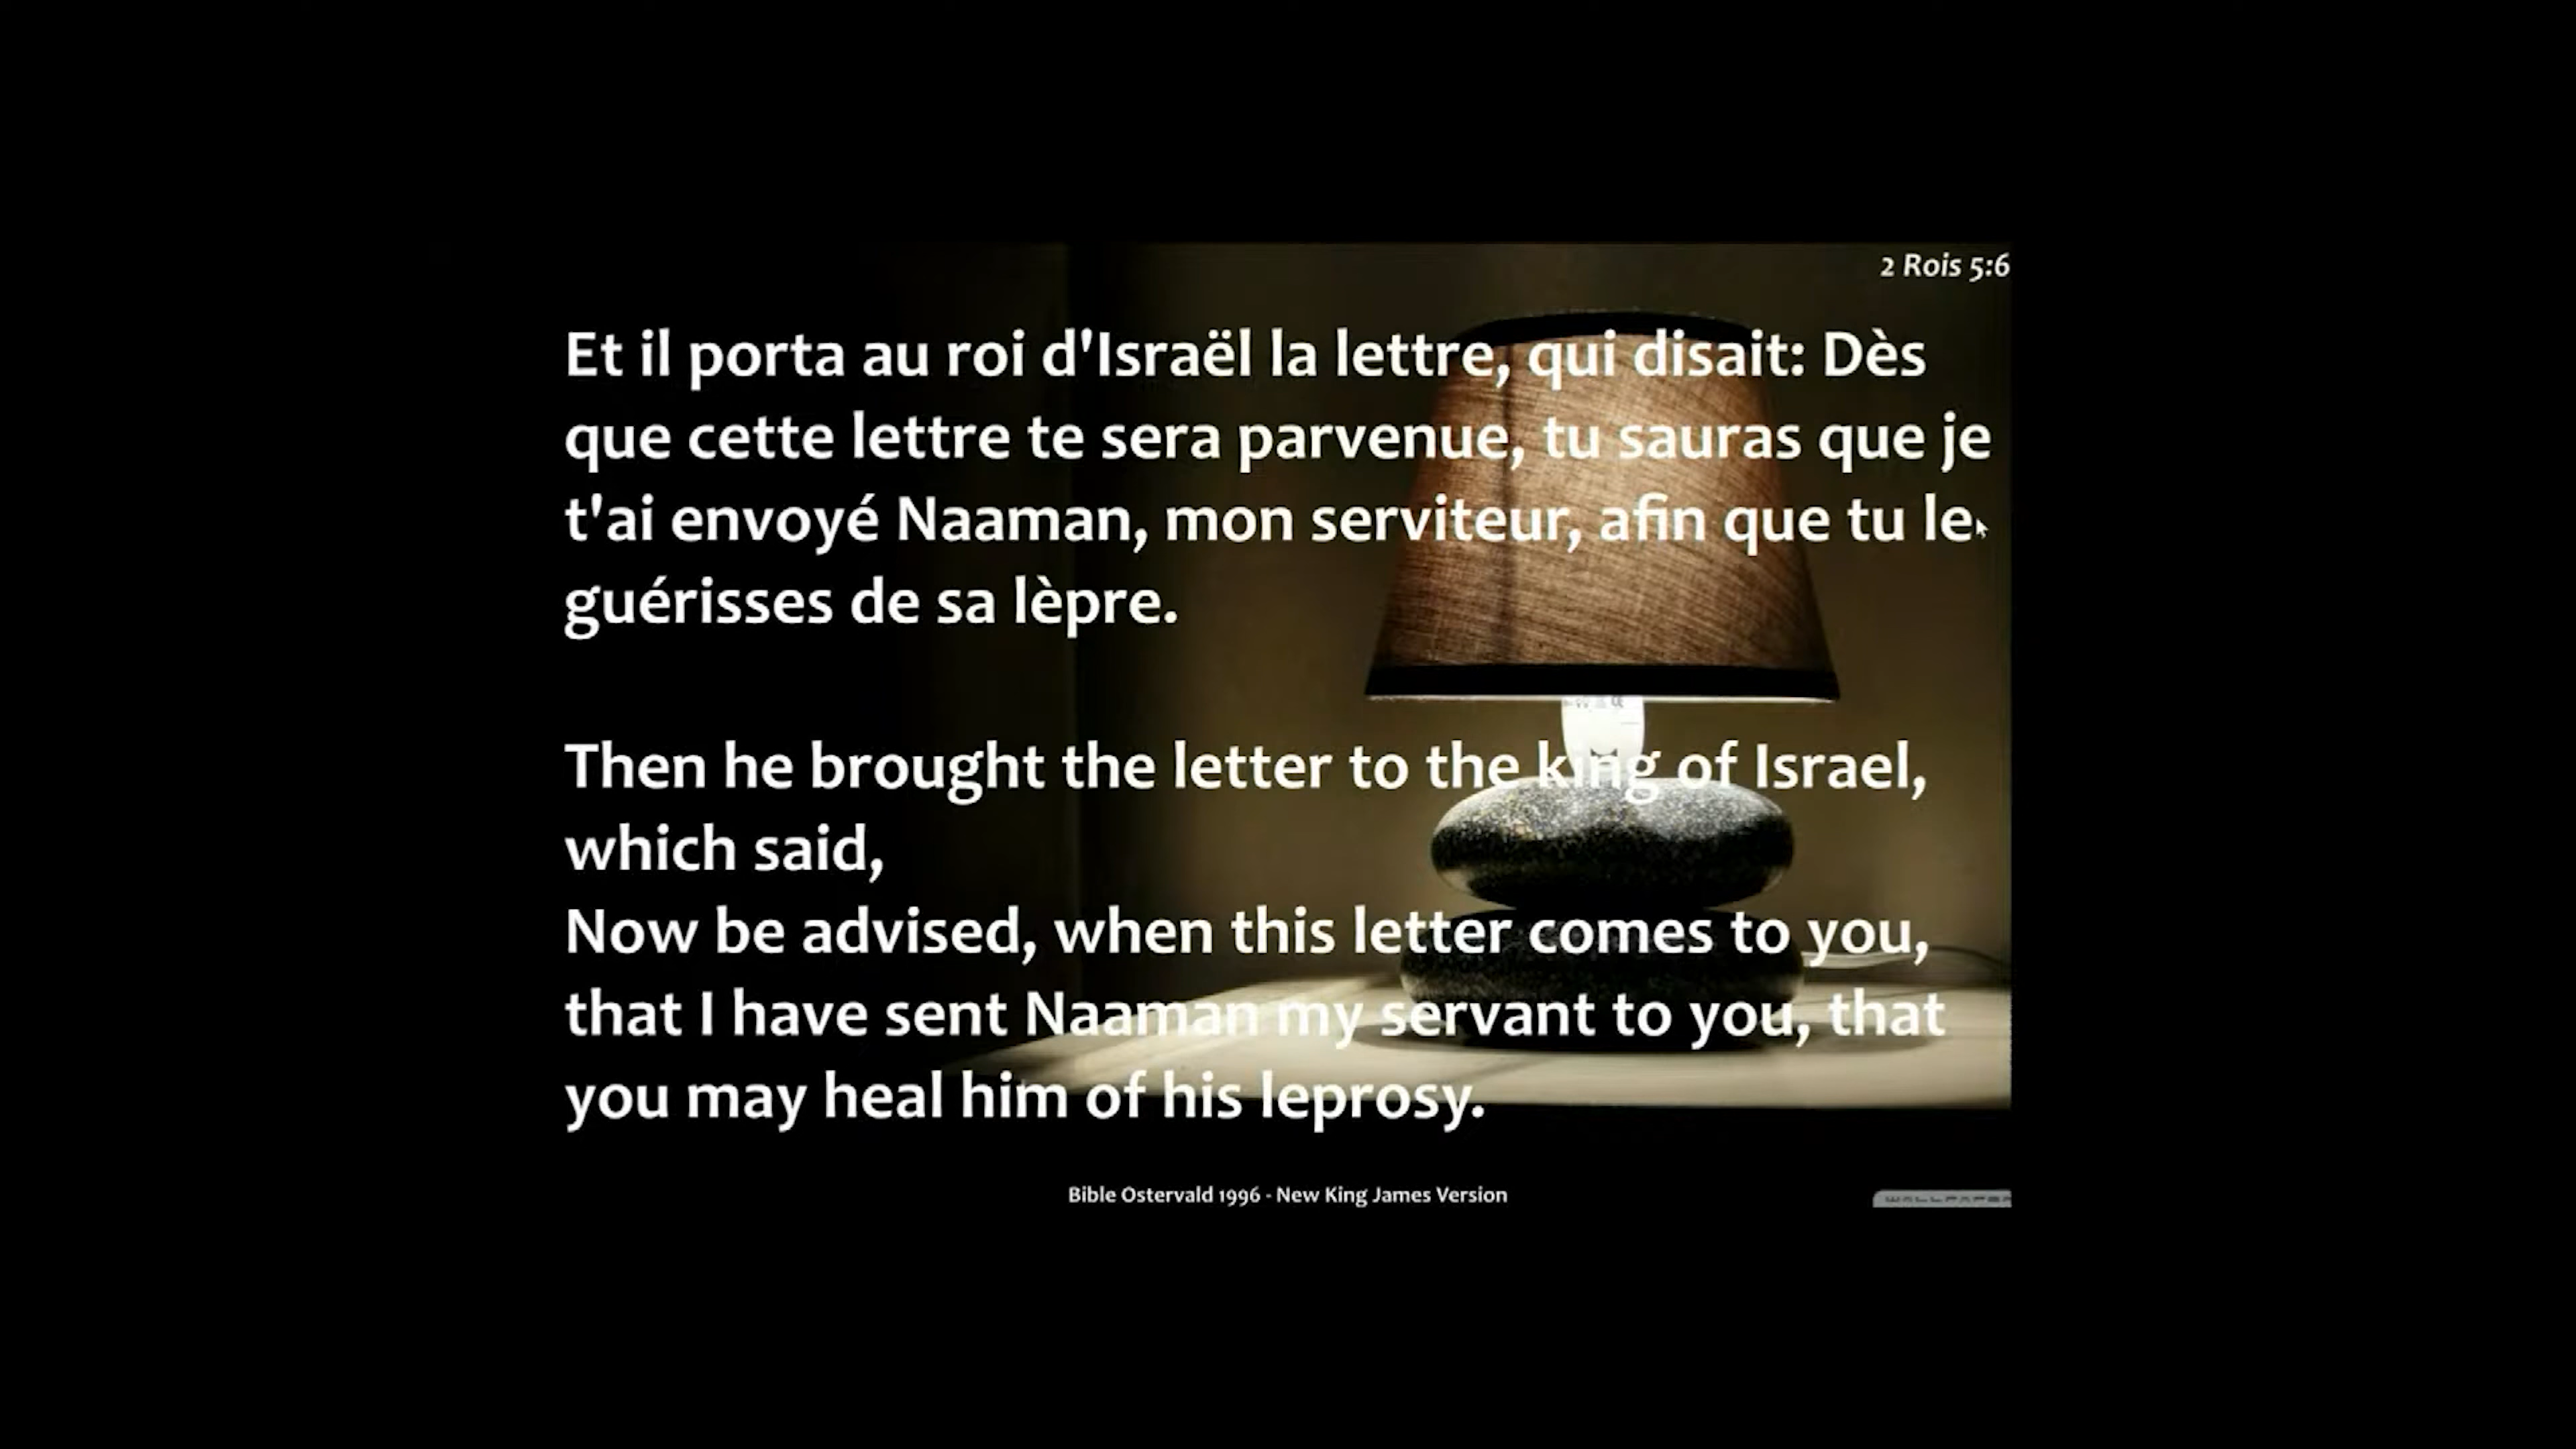 2 Rois 5:6
Et il porta au roi d'Israël la lettre, qui disait: Dès
que cette lettre te sera parvenue, tu sauras que je
t'ai envoyé Naaman, mon serviteur, afin que tu le
guérisses de sa lèpre.
Then he brought the letter to the king of Israel,
which said,
Now be advised, when this letter comes to you,
that I have sent Naaman my servant to you, that
you may heal him of his leprosy.
Bible Ostervald 1996 - New King James Version